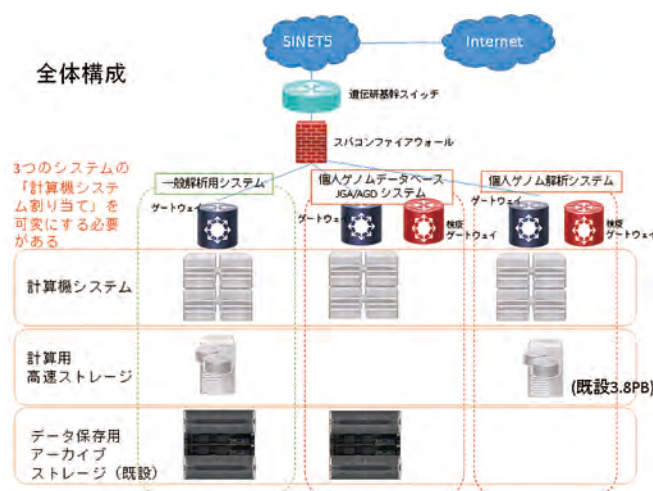 SINET5
Internet
全体構成
遺伝研基幹スイッチ
スパコンファイアウォール
3つのシステムの
「計算機システ
ム割り当て」を
可変にする必要
がある
一般解析用システム
個人ゲノムデータベース
JGA/AGD システム
個人ゲノム解析システム
ゲートウェイ
ゲートウェイ
検疫
ゲートウェイ
ゲートウェイ
検疫
ゲートウェイ
計算機システム
計算用
高速ストレージ
(既設3.8PB)
データ保存用
アーカイブ
ストレージ（既設）